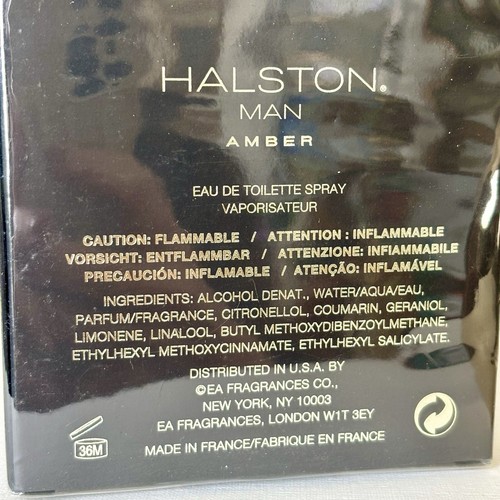 HALSTON.
MAN
AMBER
EAU DE TOILETTE SPRAY
VAPORISATEUR
CAUTION: FLAMMABLE / ATTENTION : INFLAMMABLE
VORSICHT: ENTFLAMMBAR / ATTENZIONE: INFIAMMABILE
PRECAUCIÓN: INFLAMABLE / ATENÇÃO: INFLAMÁVEL
INGREDIENTS: ALCOHOL DENAT., WATER/AQUA/EAU,
PARFUM/FRAGRANCE, CITRONELLOL, COUMARIN, GERANIOL,
LIMONENE, LINALOOL, BUTYL METHOXYDIBENZOYLMETHANE,
ETHYLHEXYL METHOXYCINNAMATE, ETHYLHEXYL SALICYLATE.
DISTRIBUTED IN U.S.A. BY
©EA FRAGRANCES CO.,
NEW YORK, NY 10003
EA FRAGRANCES, LONDON W1T 3EY
36M
MADE IN FRANCE/FABRIQUE EN FRANCE